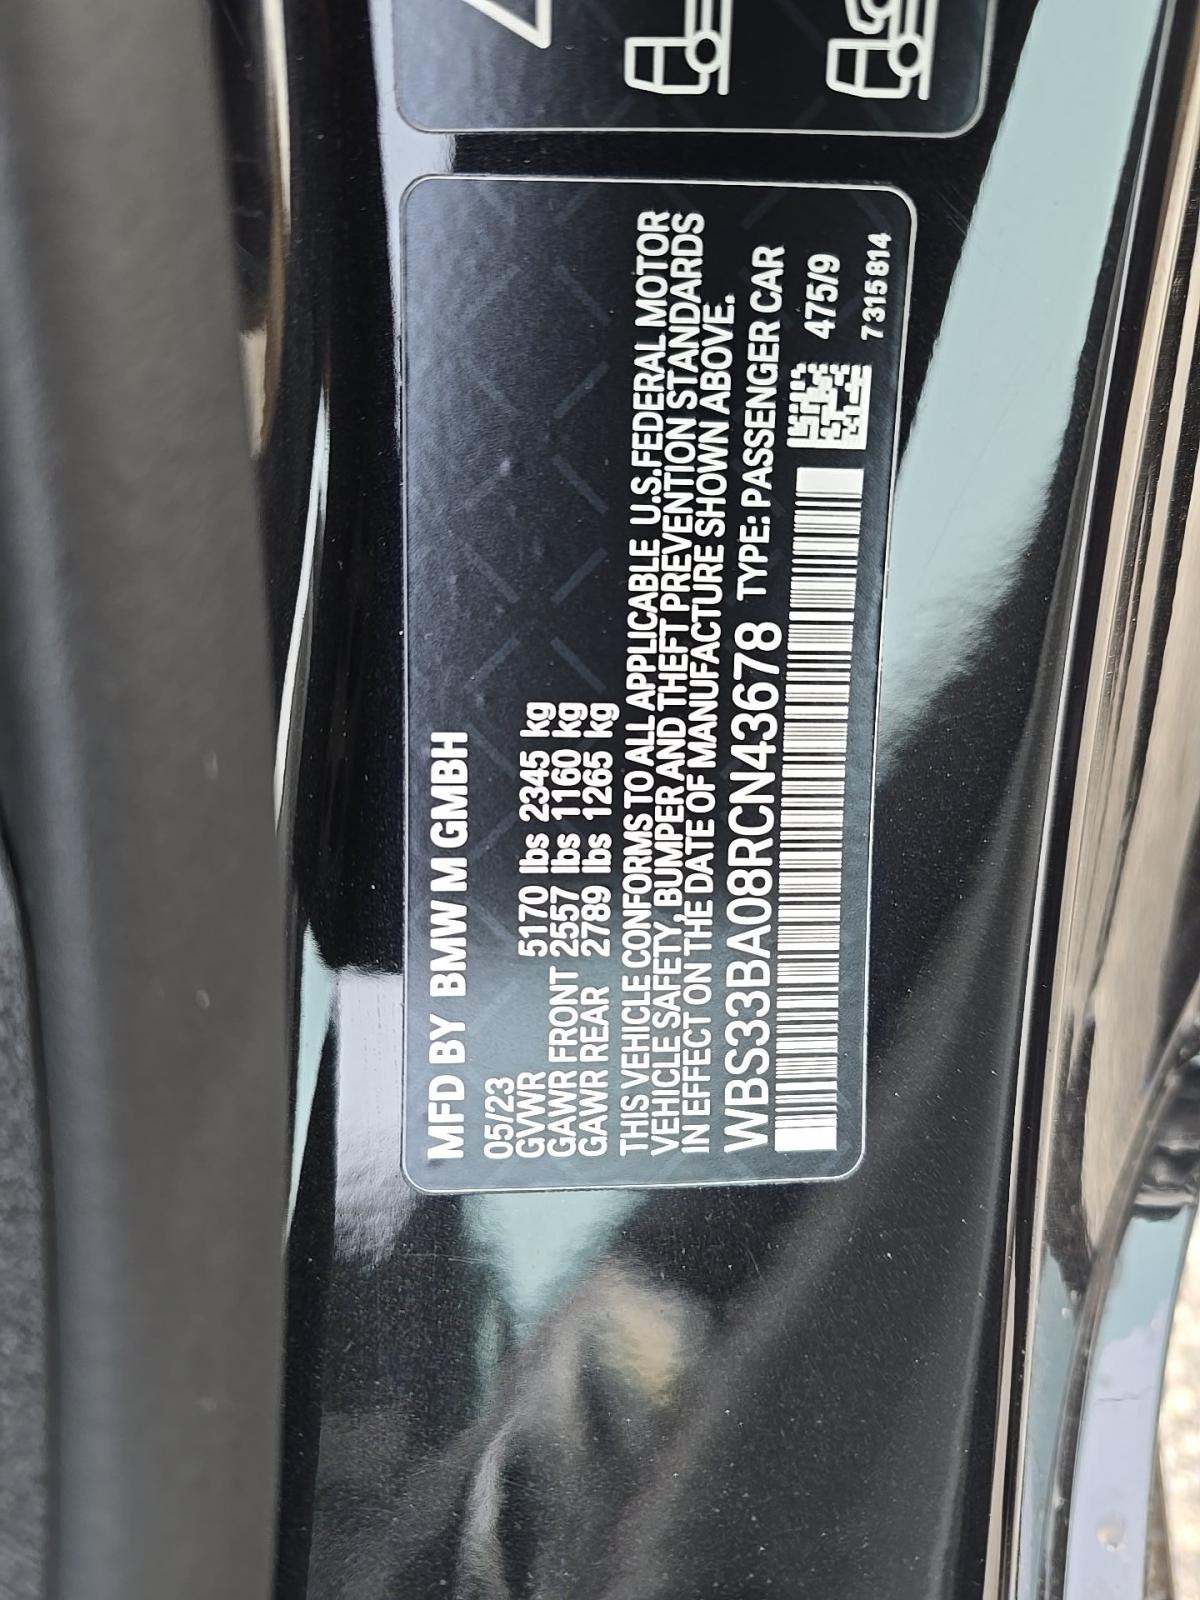 MFD BY BMW M GMBH
05/23
GVWR 5170 lbs 2345 kg
GAWR FRONT 2557 lbs 1160 kg
GAWR REAR 2789 lbs 1265 kg
THIS VEHICLE CONFORMS TO ALL APPLICABLE U.S.FEDERAL MOTOR
VEHICLE SAFETY, BUMPER AND THEFT PREVENTION STANDARDS
IN EFFECT ON THE DATE OF MANUFACTURE SHOWN ABOVE.
WBS33BA08RCN43678 TYPE: PASSENGER CAR
475/9
7315814